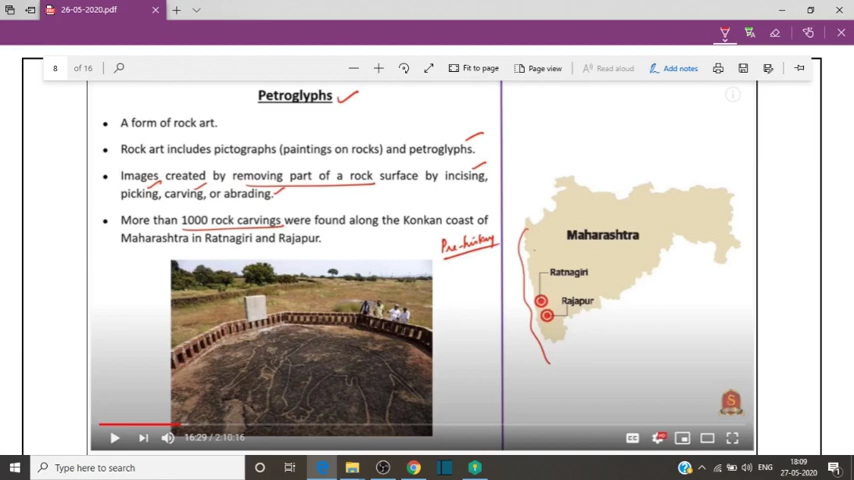 26-05-2020.pdf
8 of 16
Fit to page
Page view
Read aloud
Add notes
Petroglyphs
A form of rock art.
Rock art includes pictographs (paintings on rocks) and petroglyphs.
Images created by removing part of a rock surface by incising,
picking, carving, or abrading.
More than 1000 rock carvings were found along the Konkan coast of
Maharashtra in Ratnagiri and Rajapur.
Pre-history
Maharashtra
Ratnagiri
Rajapur
S
16:29 / 2:10:16
CC
HD
Type here to search
ENG
18:09
27-05-2020
1